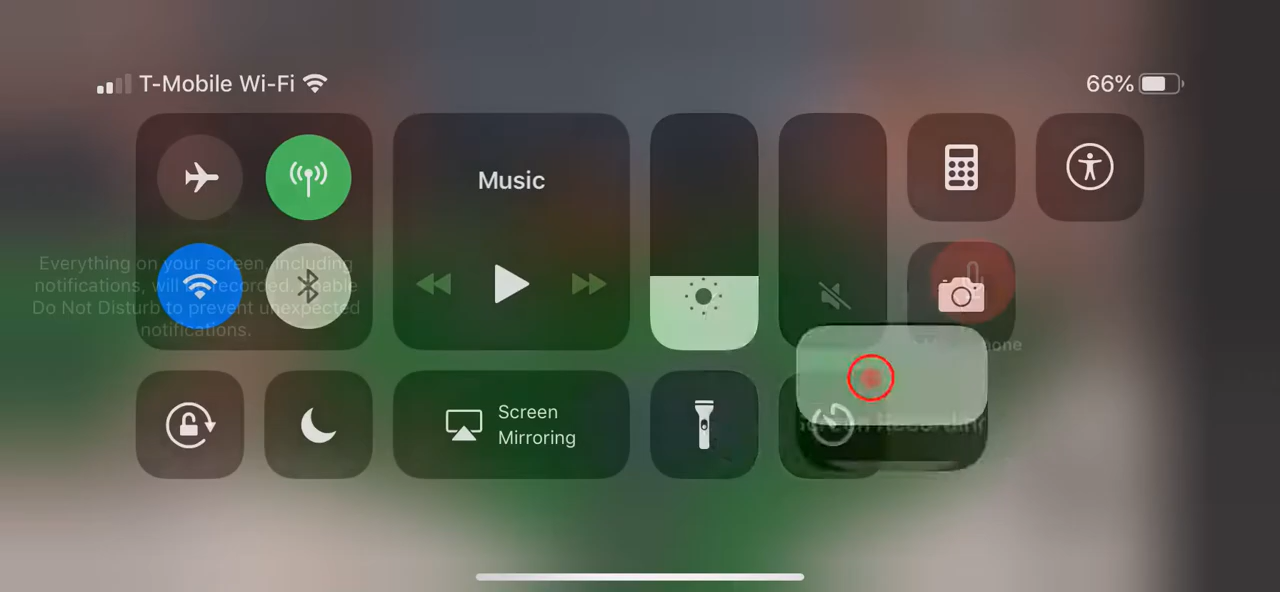 T-Mobile Wi-Fi
66%
Music
Everything on your screen, including
notifications, will be recorded. Enable
Do Not Disturb to prevent unexpected
notifications.
Screen
Mirroring